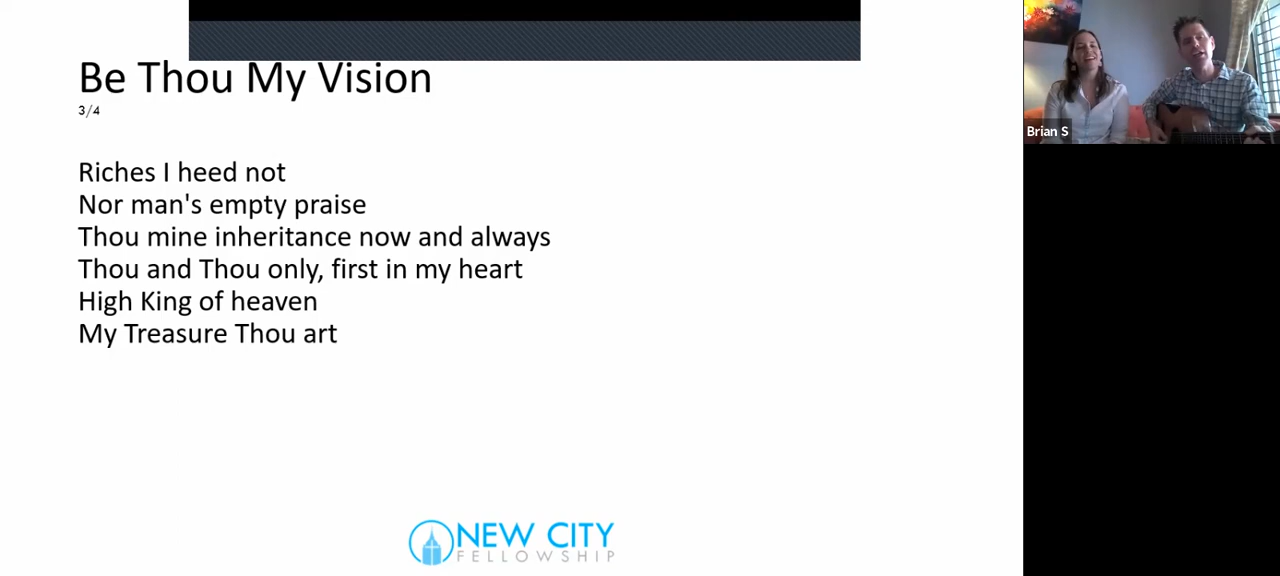 Be Thou My Vision
3/4
Riches I heed not
Nor man's empty praise
Thou mine inheritance now and always
Thou and Thou only, first in my heart
High King of heaven
My Treasure Thou art
NEW CITY
FELLOWSHIP
Brian S